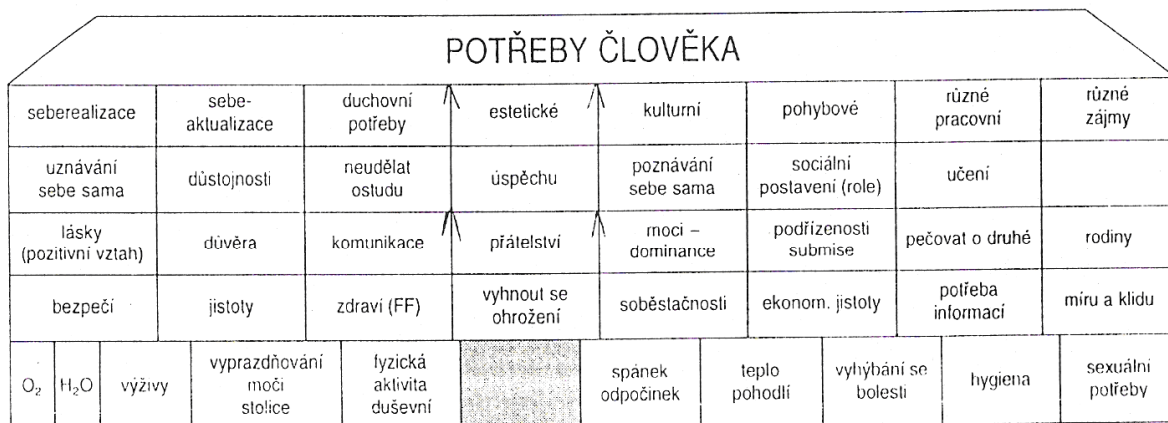 POTŘEBY ČLOVĚKA
seberealizace
sebe-
aktualizace
duchovní
potřeby
estetické
kulturní
pohybové
různé
pracovní
různé
zájmy
uznávání
sebe sama
důstojnosti
neudělat
ostudu
úspěchu
poznávání
sebe sama
sociální
postavení (role)
učení
lásky
(pozitivní vztah)
důvěra
komunikace
přátelství
moci –
dominance
podřízenosti
submise
pečovat o druhé
rodiny
bezpečí
jistoty
zdraví (FF)
vyhnout se
ohrožení
soběstačnosti
ekonom. jistoty
potřeba
informací
míru a klidu
O₂
H₂O
výživy
vyprazdňování
moči
stolice
fyzická
aktivita
duševní
spánek
odpočinek
teplo
pohodlí
vyhýbání se
bolesti
hygiena
sexuální
potřeby